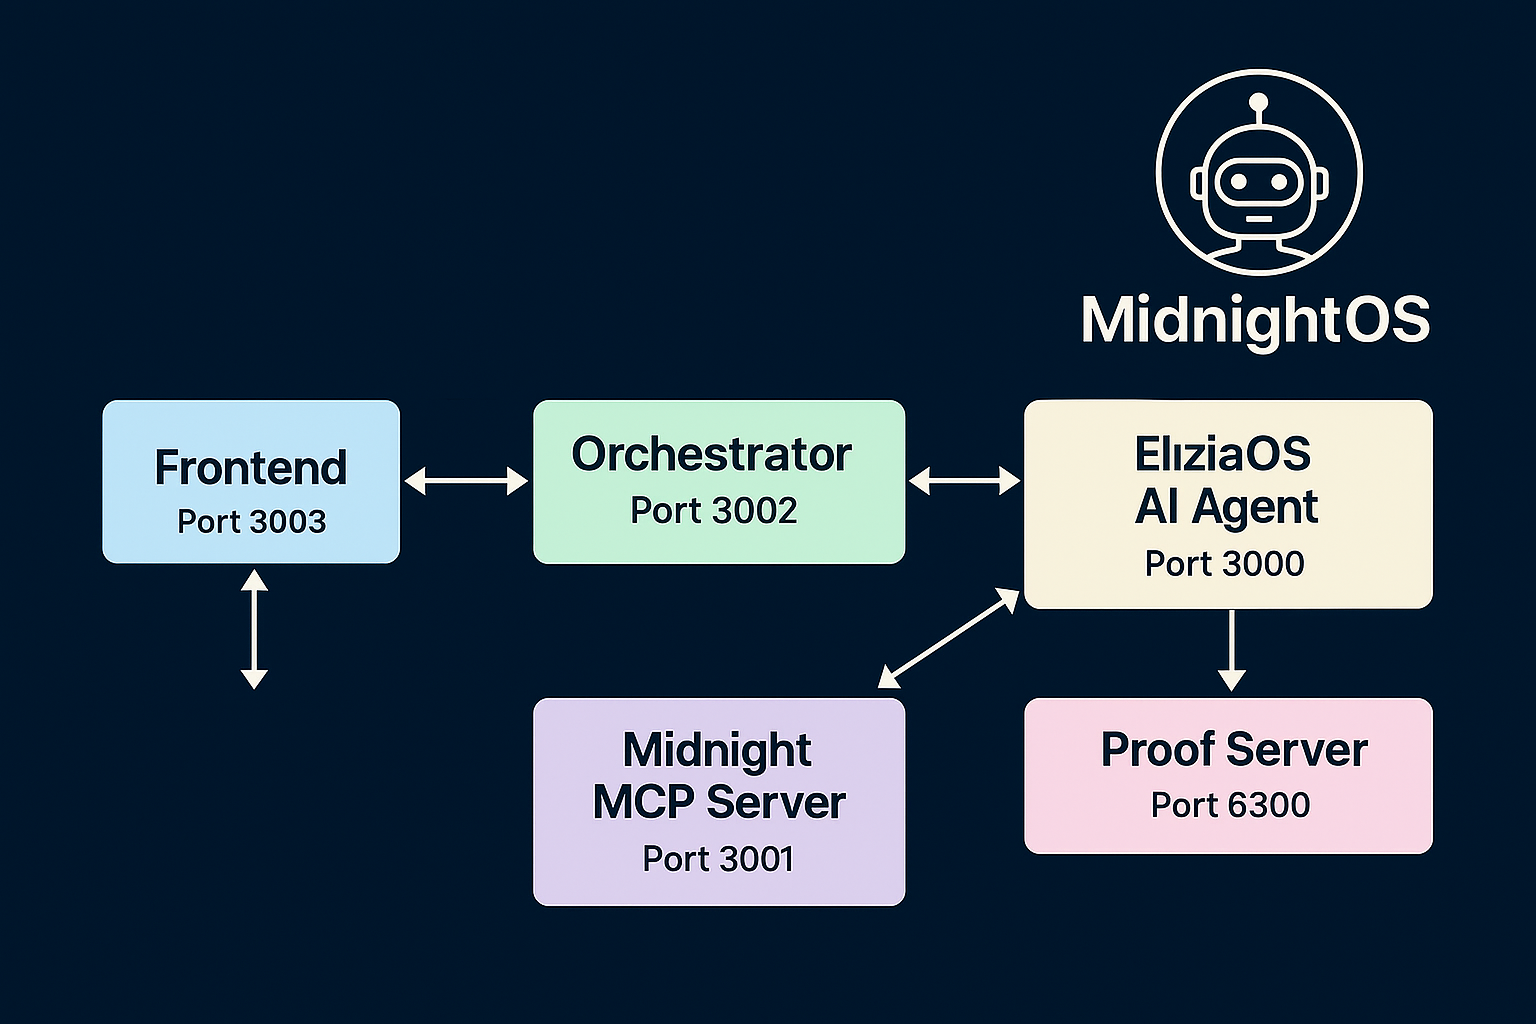 MidnightOS
Frontend
Port 3003
Orchestrator
Port 3002
ElızıaOS
AI Agent
Port 3000
Midnight
MCP Server
Port 3001
Proof Server
Port 6300